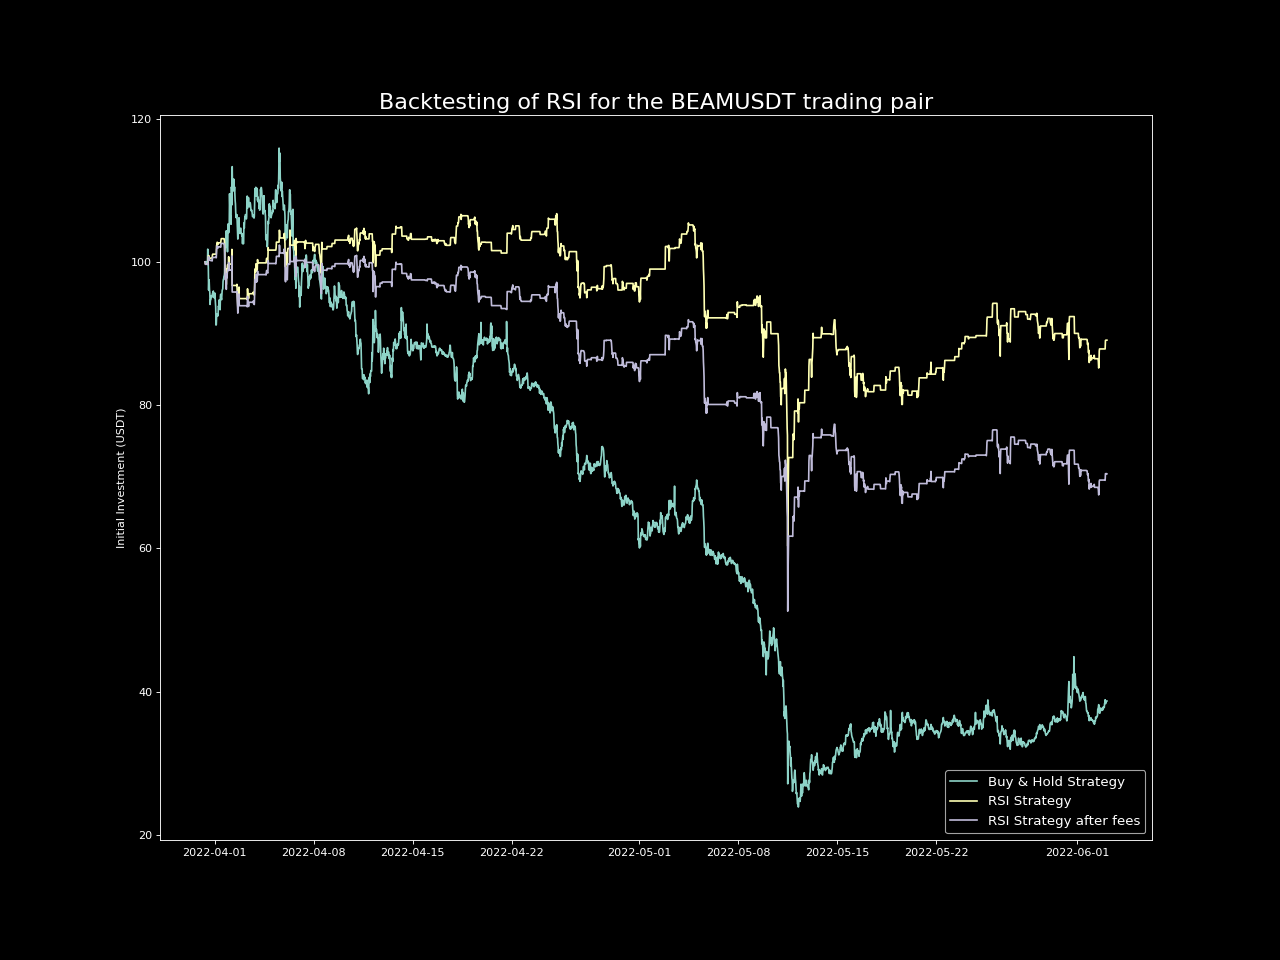 Backtesting of RSI for the BEAMUSDT trading pair
120
100
80
60
40
20
Initial Investment (USDT)
2022-04-01 2022-04-08 2022-04-15 2022-04-22 2022-05-01 2022-05-08 2022-05-15 2022-05-22 2022-06-01
Buy & Hold Strategy
RSI Strategy
RSI Strategy after fees